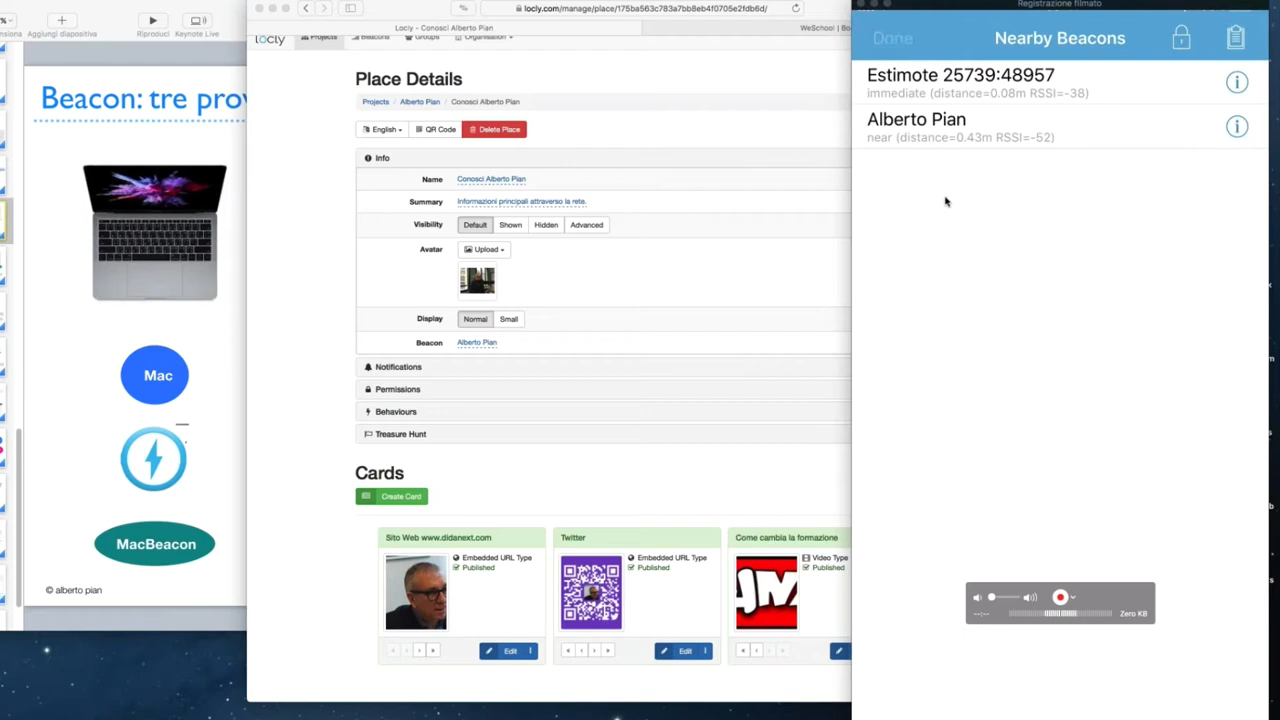 Aggiungi diapositiva
Riproduci
Keynote Live
Beacon: tre
Mac
MacBeacon
© alberto pian
locly.com/manage/place/175ba563c783a7bb8eb4f0705e2fdb6d/
Locly - Conosci Alberto Pian
WeSchool | Bo
locly
Projects
Beacons
Groups
Organisation
Place Details
Projects / Alberto Pian / Conosci Alberto Pian
English
QR Code
Delete Place
Info
Name Conosci Alberto Pian
Summary Informazioni principali attraverso la rete.
Visibility Default Shown Hidden Advanced
Avatar Upload
Display Normal Small
Beacon Alberto Pian
Notifications
Permissions
Behaviours
Treasure Hunt
Cards
Create Card
Sito Web www.didanext.com
Embedded URL Type
Published
Edit
Twitter
Embedded URL Type
Published
Edit
Come cambia la formazione
Video Type
Published
Registrazione filmato
Done
Nearby Beacons
Estimote 25739:48957
immediate (distance=0.08m RSSI=-38)
Alberto Pian
near (distance=0.43m RSSI=-52)
--:--
Zero KB